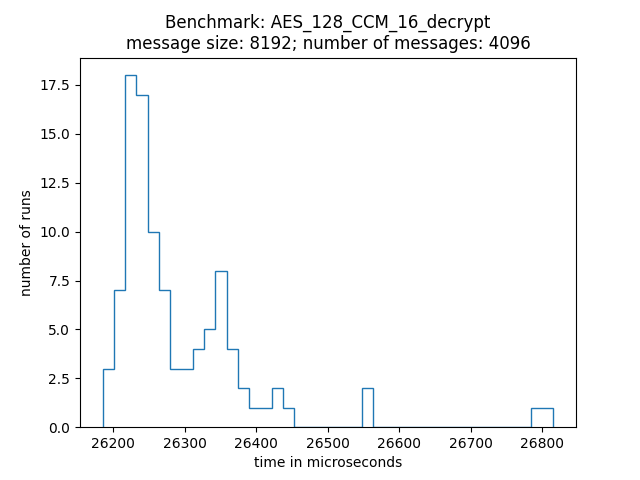 Benchmark: AES_128_CCM_16_decrypt
message size: 8192; number of messages: 4096
17.5
15.0
12.5
10.0
7.5
5.0
2.5
0.0
number of runs
26200 26300 26400 26500 26600 26700 26800
time in microseconds